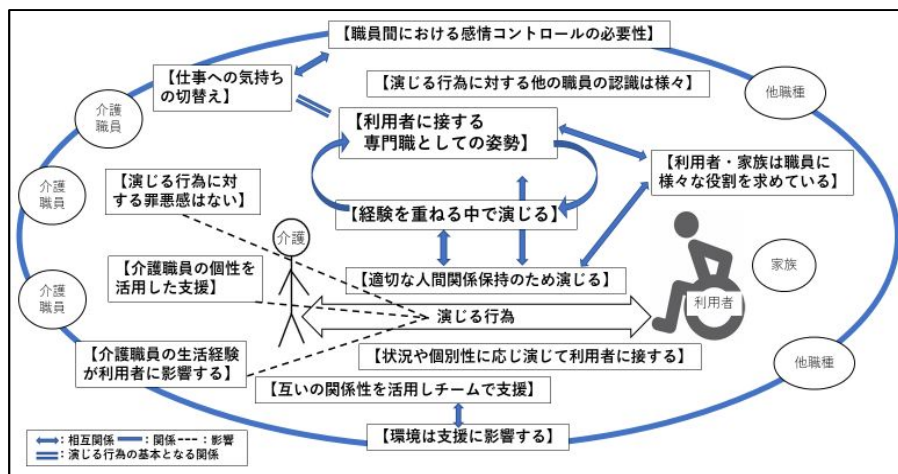 【職員間における感情コントロールの必要性】
【仕事への気持ち
の切替え】
【演じる行為に対する他の職員の認識は様々】
他職種
介護
職員
【利用者に接する
専門職としての姿勢】
【利用者・家族は職員に
様々な役割を求めている】
介護
職員
【演じる行為に対
する罪悪感はない】
【経験を重ねる中で演じる】
介護
【介護職員の個性を
活用した支援】
【適切な人間関係保持のため演じる】
家族
介護
職員
演じる行為
利用者
【介護職員の生活経験
が利用者に影響する】
【状況や個別性に応じ演じて利用者に接する】
他職種
【互いの関係性を活用しチームで支援】
【環境は支援に影響する】
:相互関係 :関係 :影響
:演じる行為の基本となる関係